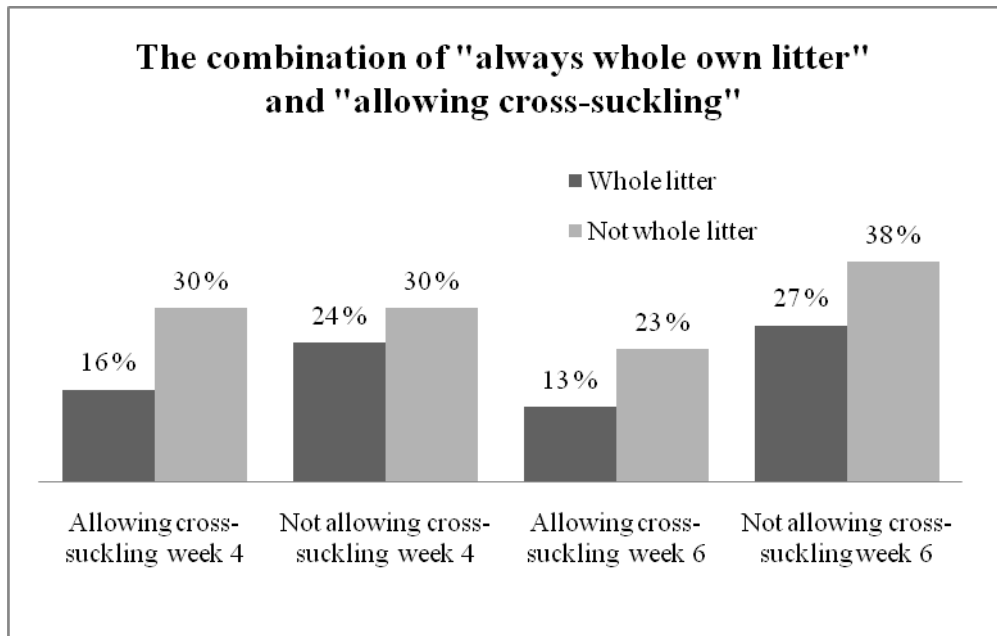 The combination of "always whole own litter"
and "allowing cross-suckling"
Whole litter
Not whole litter
16%
30%
24%
30%
13%
23%
27%
38%
Allowing cross-
suckling week 4
Not allowing cross-
suckling week 4
Allowing cross-
suckling week 6
Not allowing cross-
suckling week 6